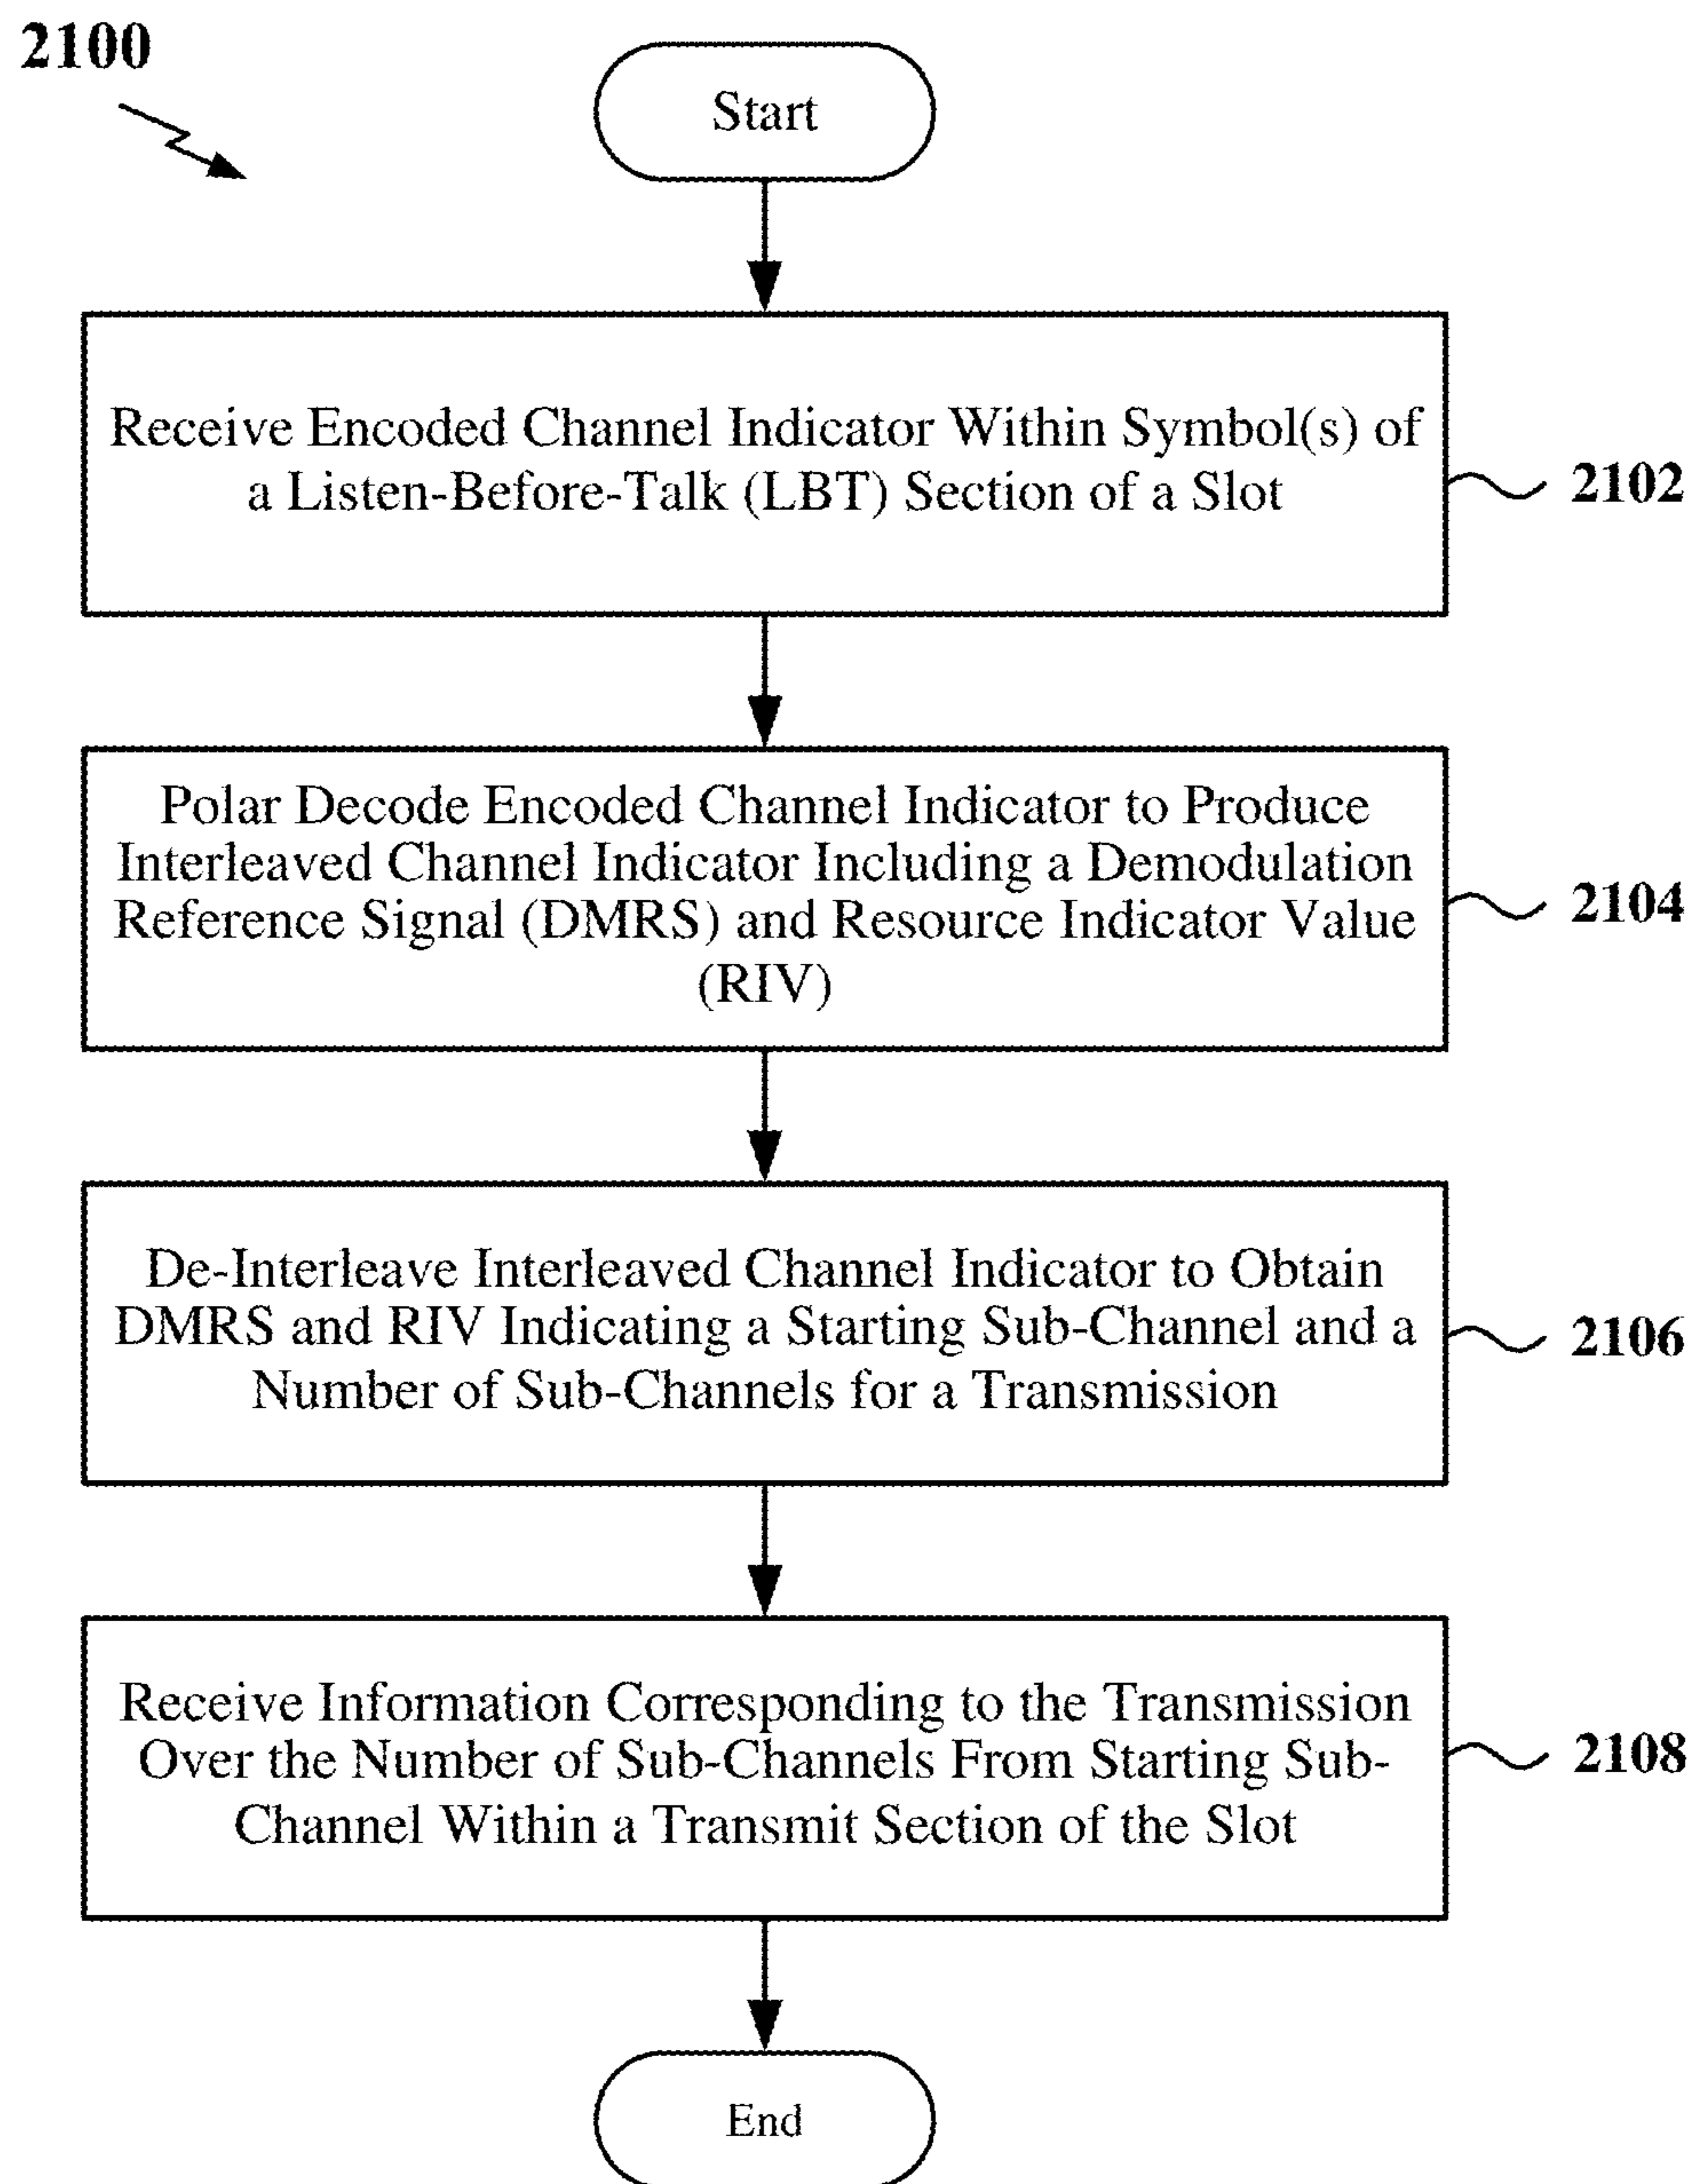 2100
Start
Receive Encoded Channel Indicator Within Symbol(s) of
a Listen-Before-Talk (LBT) Section of a Slot
2102
Polar Decode Encoded Channel Indicator to Produce
Interleaved Channel Indicator Including a Demodulation
Reference Signal (DMRS) and Resource Indicator Value
(RIV)
2104
De-Interleave Interleaved Channel Indicator to Obtain
DMRS and RIV Indicating a Starting Sub-Channel and a
Number of Sub-Channels for a Transmission
2106
Receive Information Corresponding to the Transmission
Over the Number of Sub-Channels From Starting Sub-
Channel Within a Transmit Section of the Slot
2108
End